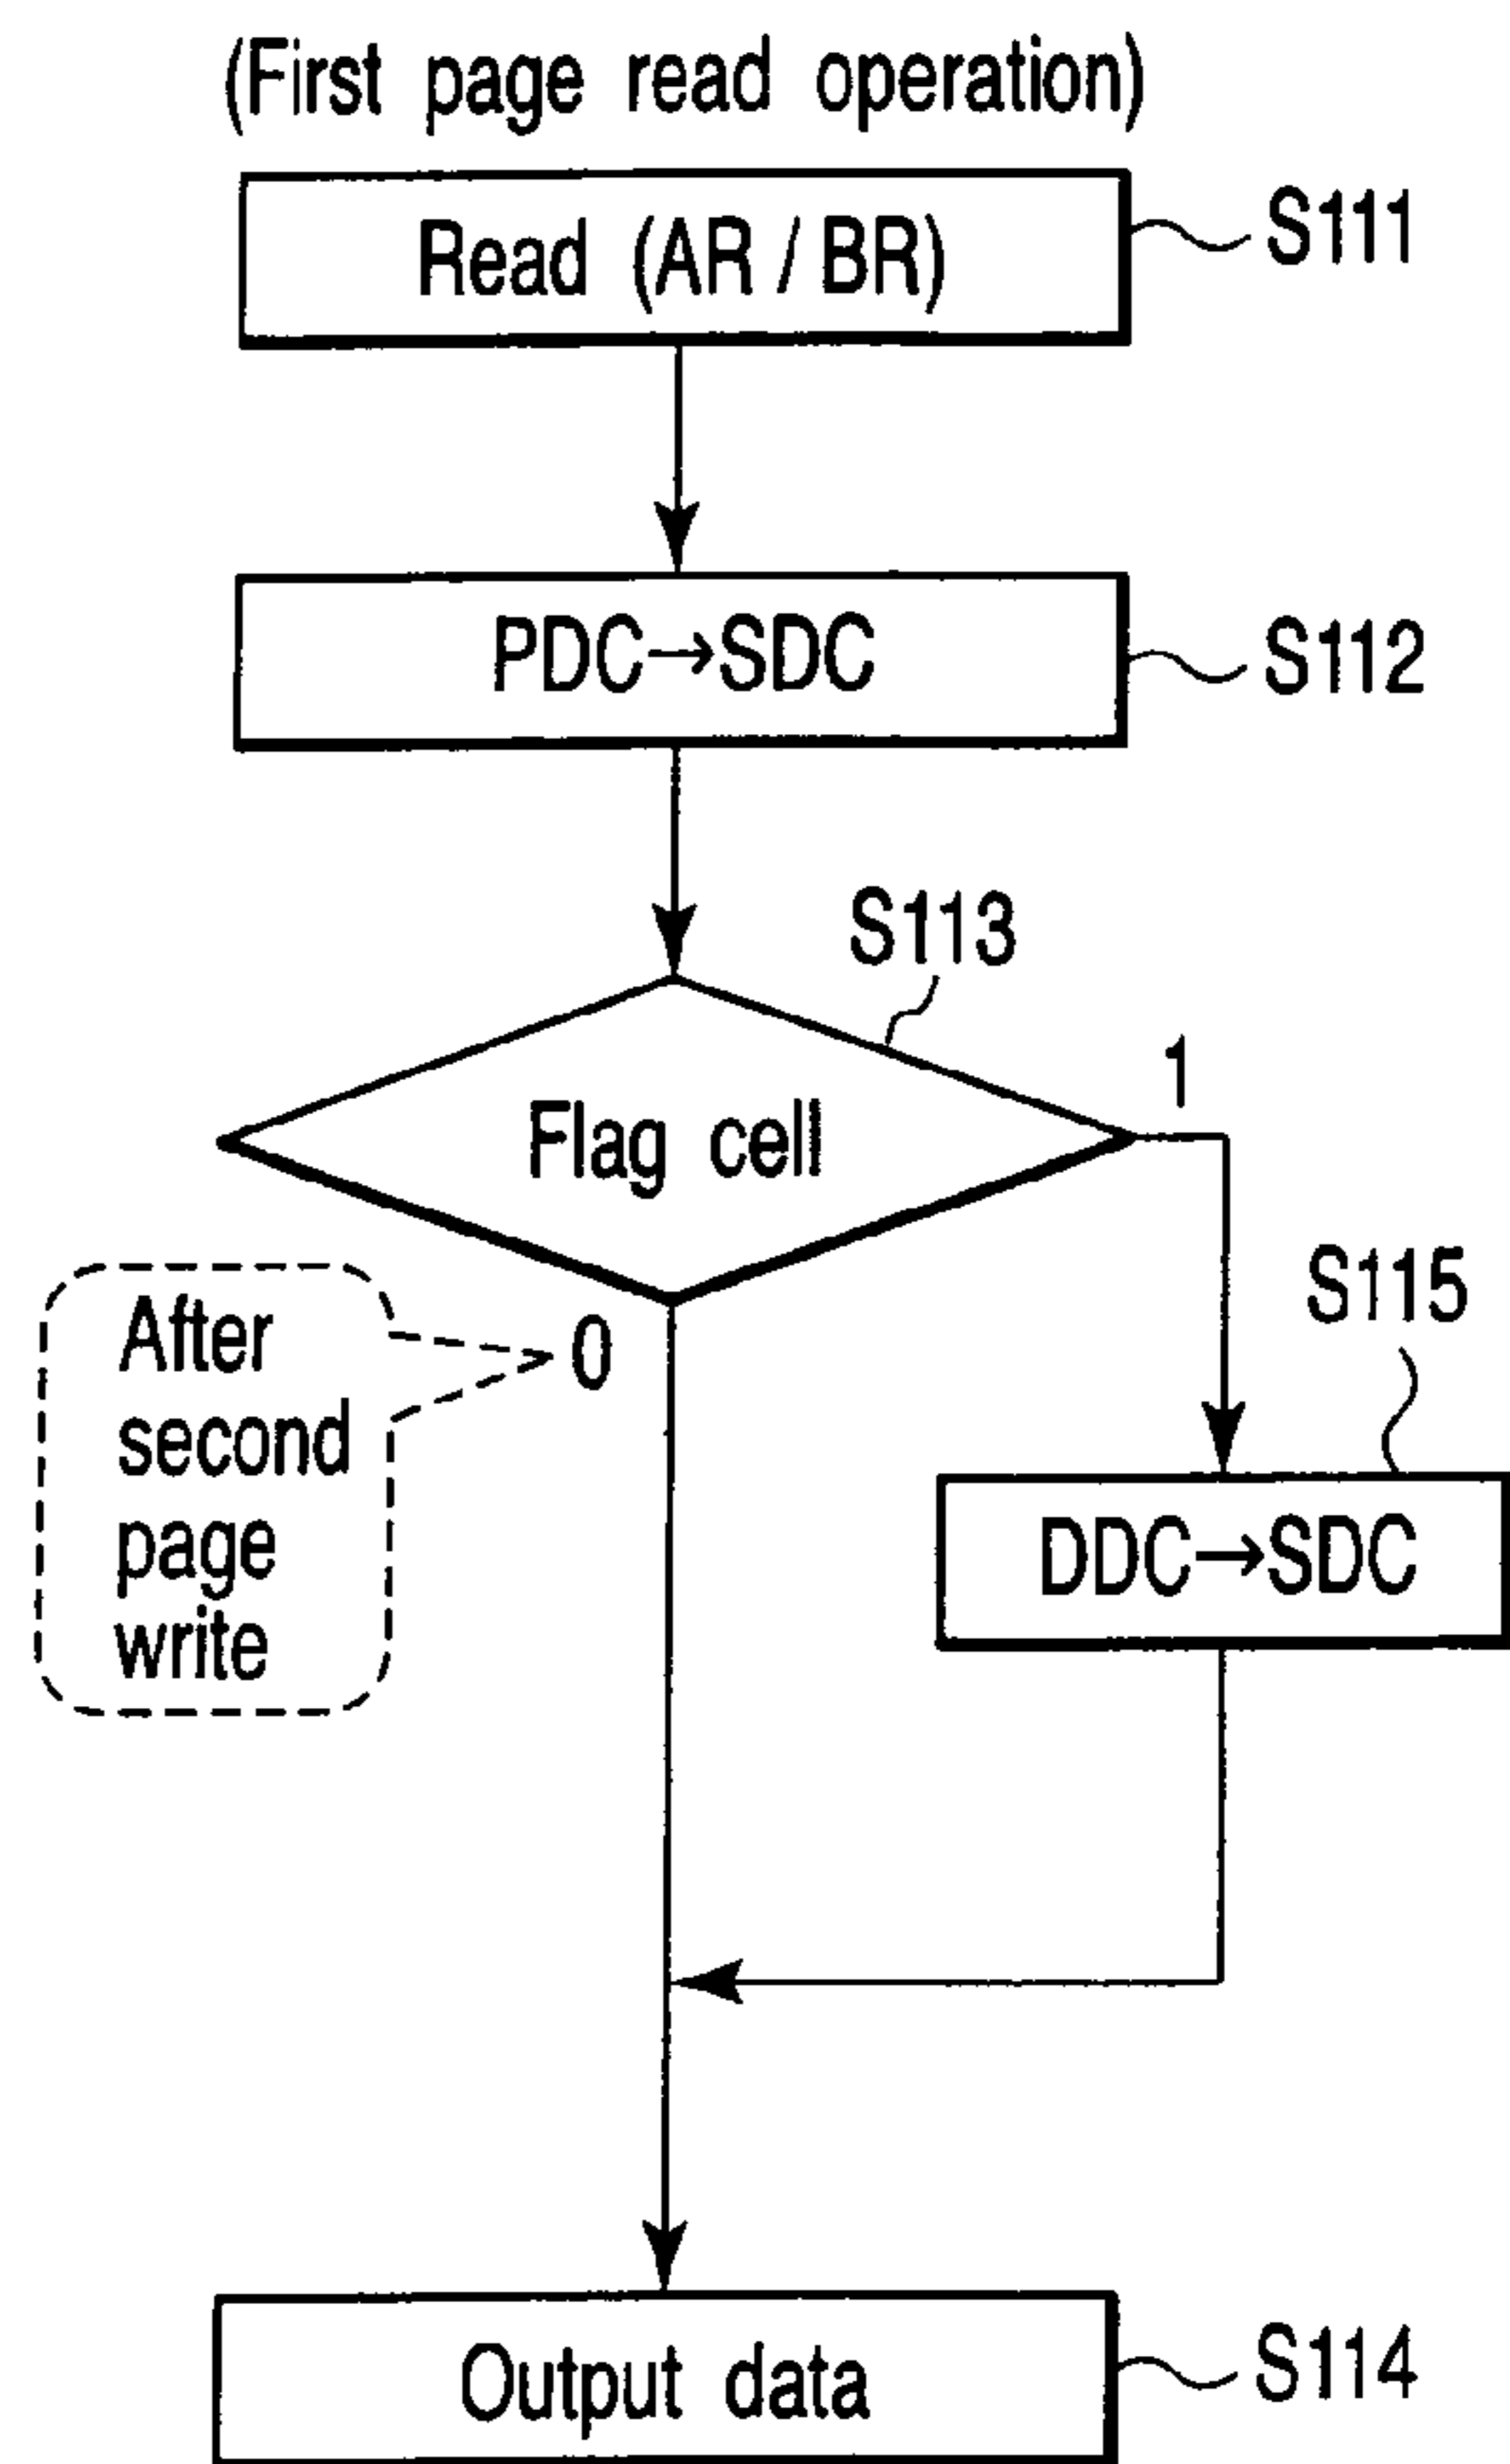 (First page read operation)
Read (AR / BR)
S111
PDC→SDC
S112
S113
Flag cell
1
0
After
second
page
write
S115
DDC→SDC
Output data
S114